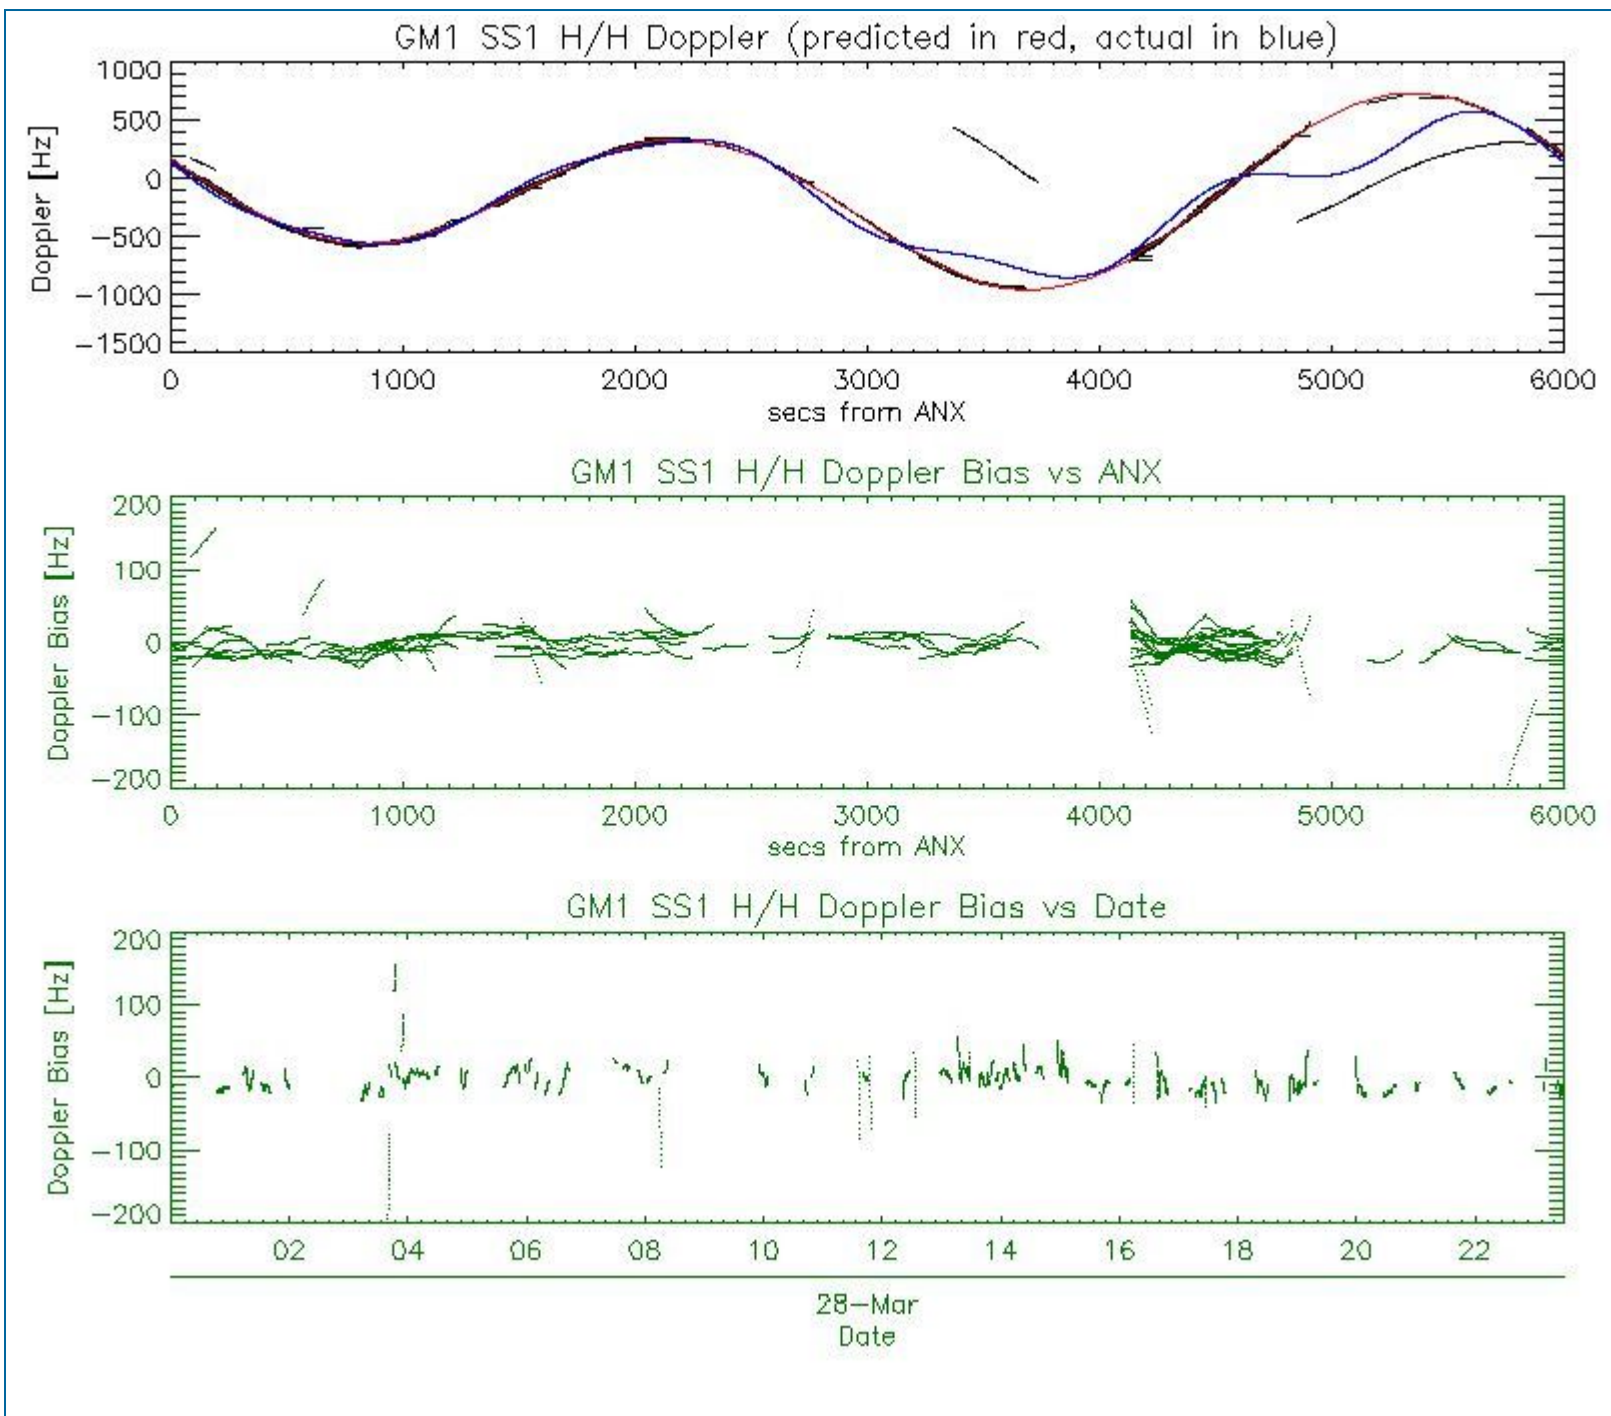 GM1 SS1 H/H Doppler (predicted in red, actual in blue)
1000
500
0
-500
-1000
-1500
Doppler [Hz]
0 1000 2000 3000 4000 5000 6000
secs from ANX
GM1 SS1 H/H Doppler Bias vs ANX
200
100
0
-100
-200
Doppler Bias [Hz]
0 1000 2000 3000 4000 5000 6000
secs from ANX
GM1 SS1 H/H Doppler Bias vs Date
200
100
0
-100
-200
Doppler Bias [Hz]
02 04 06 08 10 12 14 16 18 20 22
28-Mar
Date